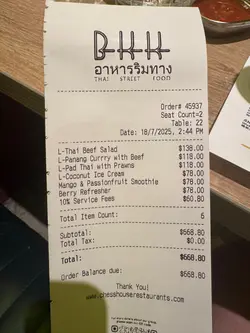 BHH
อาหารริมทาง
THAI STREET FOOD
Order# 45937
Seat Count=2
Table: 22
Date: 18/7/2025, 2:44 PM
L-Thai Beef Salad $138.00
L-Panang Currry with Beef $118.00
L-Pad Thai with Prawns $118.00
L-Coconut Ice Cream $78.00
Mango & Passionfruit Smoothie $78.00
Berry Refresher $78.00
10% Service Fees $60.80
Total Item Count: 6
Subtotal: $668.80
Total Tax: $0.00
Total: $668.80
Order Balance due: $668.80
Thank You!
www.chesshouserestaurants.com